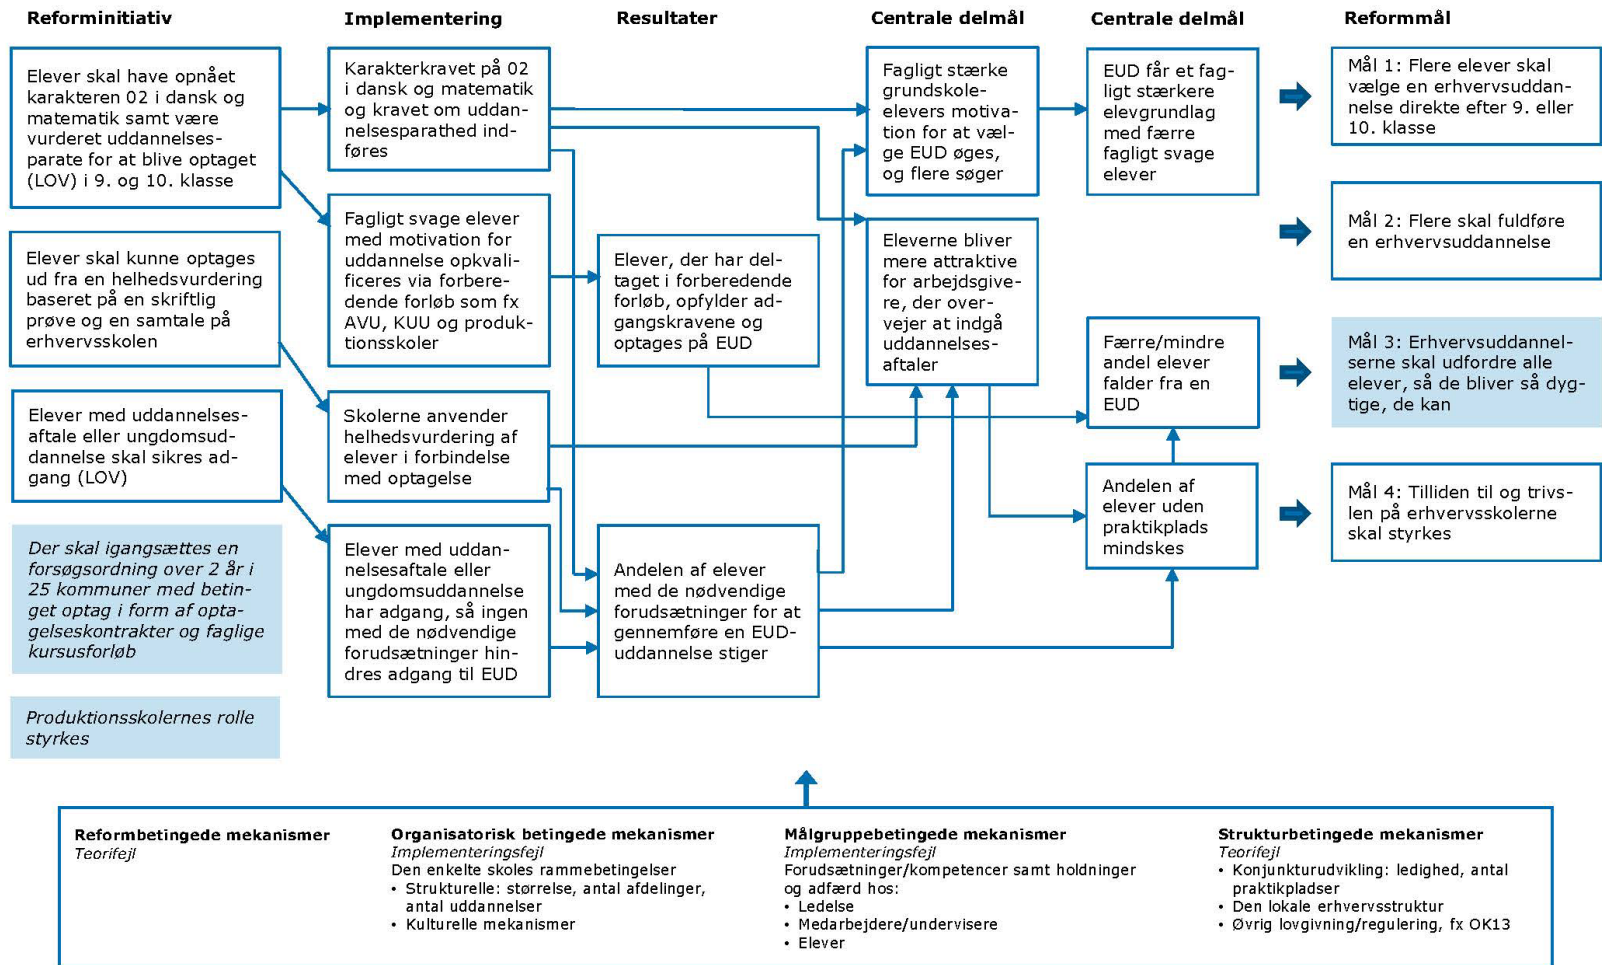 Reforminitiativ
Implementering
Resultater
Centrale delmål
Centrale delmål
Reformmål
Elever skal have opnået
karakteren 02 i dansk og
matematik samt være
vurderet uddannelses-
parate for at blive optaget
(LOV) i 9. og 10. klasse
Elever skal kunne optages
ud fra en helhedsvurdering
baseret på en skriftlig
prøve og en samtale på
erhvervsskolen
Elever med uddannelses-
aftale eller ungdomsud-
dannelse skal sikres ad-
gang (LOV)
Der skal igangsættes en
forsøgsordning over 2 år i
25 kommuner med betin-
get optag i form af opta-
gelseskontrakter og faglige
kursusforløb
Produktionsskolernes rolle
styrkes
Karakterkravet på 02
i dansk og matematik
og kravet om uddan-
nelsesparathed ind-
føres
Fagligt svage elever
med motivation for
uddannelse opkvalif-
iceres via forbere-
dende forløb som fx
AVU, KUU og produk-
tionsskoler
Skolerne anvender
helhedsvurdering af
elever i forbindelse
med optagelse
Elever med uddan-
nelsesaftale eller
ungdomsuddannelse
har adgang, så ingen
med de nødvendige
forudsætninger hin-
dres adgang til EUD
Elever, der har del-
taget i forberedende
forløb, opfylder ad-
gangskravene og
optages på EUD
Andelen af elever
med de nødvendige
forudsætninger for at
gennemføre en EUD-
uddannelse stiger
Fagligt stærke
grundskole-
elevers motiva-
tion for at væl-
ge EUD øges,
og flere søger
Eleverne bliver
mere attraktive
for arbejdsgive-
re, der over-
vejer at indgå
uddannelses-
aftaler
EUD får et fag-
ligt stærkere
elevgrundlag
med færre
fagligt svage
elever
Færre/mindre
andel elever
falder fra en
EUD
Andelen af
elever uden
praktikplads
mindskes
Mål 1: Flere elever skal
vælge en erhvervsuddan-
nelse direkte efter 9. eller
10. klasse
Mål 2: Flere skal fuldføre
en erhvervsuddannelse
Mål 3: Erhvervsuddannel-
serne skal udfordre alle
elever, så de bliver så dyg-
tige, de kan
Mål 4: Tilliden til og trivs-
len på erhvervsskolerne
skal styrkes
Reformbetingede mekanismer
Teorifejl
Organisatorisk betingede mekanismer
Implementeringsfejl
Den enkelte skoles rammebetingelser
• Strukturelle: størrelse, antal afdelinger,
antal uddannelser
• Kulturelle mekanismer
Målgruppebetingede mekanismer
Implementeringsfejl
Forudsætninger/kompetencer samt holdninger
og adfærd hos:
• Ledelse
• Medarbejdere/undervisere
• Elever
Strukturbetingede mekanismer
Teorifejl
• Konjunkturudvikling: ledighed, antal
praktikpladser
• Den lokale erhvervsstruktur
• Øvrig lovgivning/regulering, fx OK13